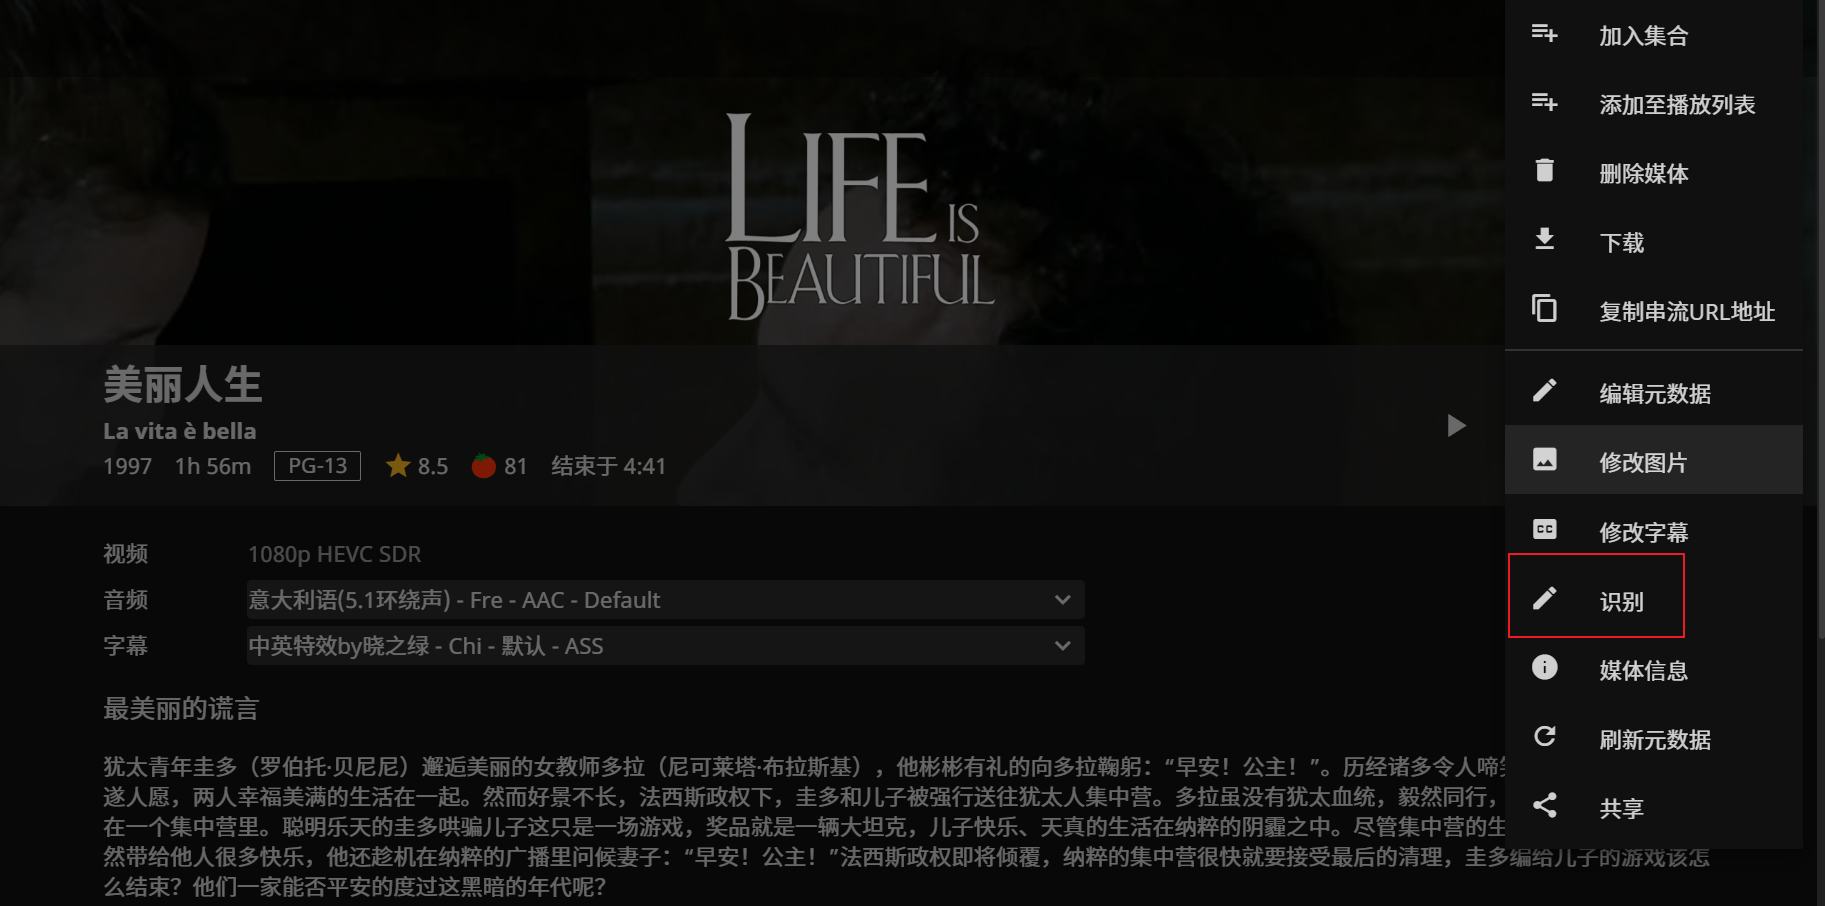 LIFE IS
BEAUTIFUL
美丽人生
La vita è bella
1997 1h 56m PG-13 8.5 81 结束于 4:41
视频 1080p HEVC SDR
音频 意大利语(5.1环绕声) - Fre - AAC - Default
字幕 中英特效by晓之绿 - Chi - 默认 - ASS
最美丽的谎言
犹太青年圭多（罗伯托·贝尼尼）邂逅美丽的女教师多拉（尼可莱塔·布拉斯基），他彬彬有礼的向多拉鞠躬：“早安！公主！”。历经诸多令人啼
遂人愿，两人幸福美满的生活在一起。然而好景不长，法西斯政权下，圭多和儿子被强行送往犹太人集中营。多拉虽没有犹太血统，毅然同行，
在一个集中营里。聪明乐天的圭多哄骗儿子这只是一场游戏，奖品就是一辆大坦克，儿子快乐、天真的生活在纳粹的阴霾之中。尽管集中营的生
然带给他人很多快乐，他还趁机在纳粹的广播里问候妻子：“早安！公主！”法西斯政权即将倾覆，纳粹的集中营很快就要接受最后的清理，圭多编给儿子的游戏该怎
么结束？他们一家能否平安的度过这黑暗的年代呢？
加入集合
添加至播放列表
删除媒体
下载
复制串流URL地址
编辑元数据
修改图片
CC 修改字幕
识别
媒体信息
刷新元数据
共享